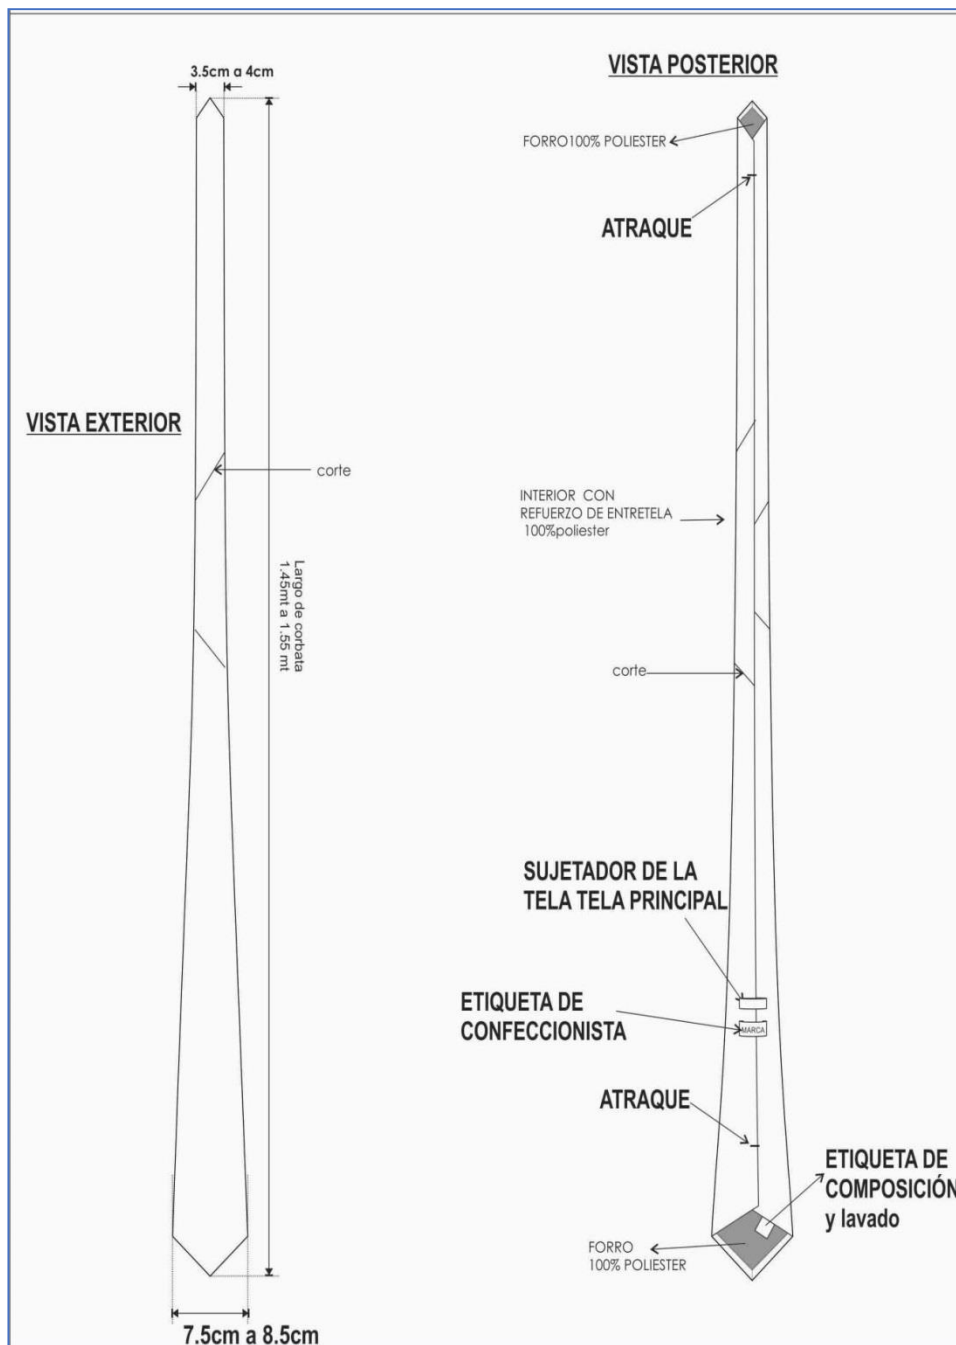 3.5cm a 4cm
VISTA POSTERIOR
FORRO100% POLIESTER
ATRAQUE
VISTA EXTERIOR
corte
INTERIOR CON
REFUERZO DE ENTRETELA
100%poliester
Largo de corbata
1.45mt a 1.55 mt
corte
SUJETADOR DE LA
TELA TELA PRINCIPAL
ETIQUETA DE
CONFECCIONISTA
MARCA
ATRAQUE
ETIQUETA DE
COMPOSICIÓN
y lavado
FORRO
100% POLIESTER
7.5cm a 8.5cm